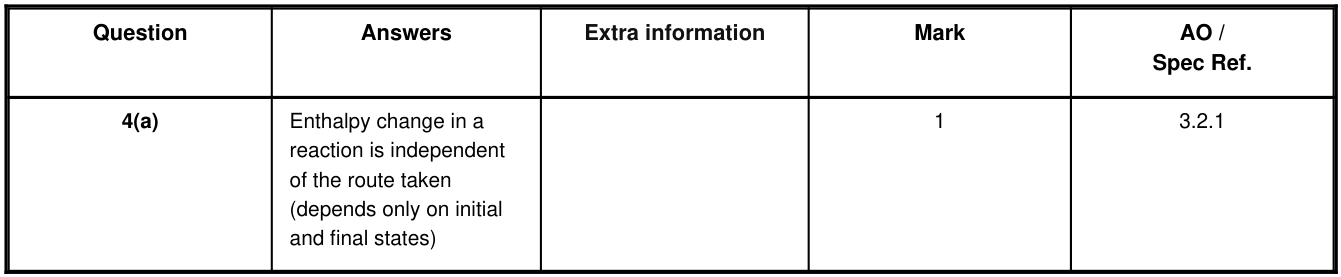 Question Answers Extra information Mark AO /
Spec Ref.
4(a) Enthalpy change in a 1 3.2.1
reaction is independent
of the route taken
(depends only on initial
and final states)